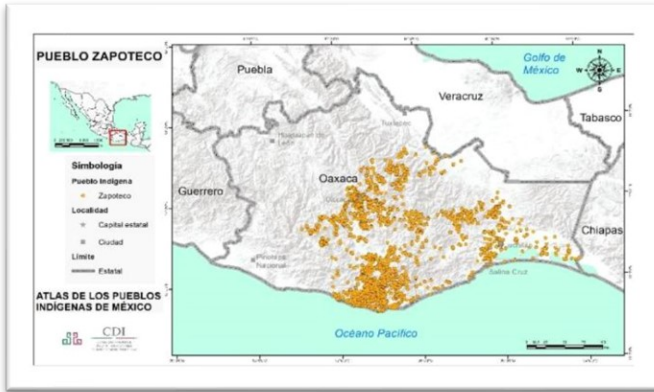 PUEBLO ZAPOTECO
Simbología
Pueblo Indígena
Zapoteco
Localidad
Capital estatal
Ciudad
Límite
Estatal
ATLAS DE LOS PUEBLOS
INDÍGENAS DE MÉXICO
CDI
Golfo de
México
N
W
E
S
Puebla
Veracruz
Tabasco
Guerrero
Oaxaca
Chiapas
Salina Cruz
Océano Pacífico